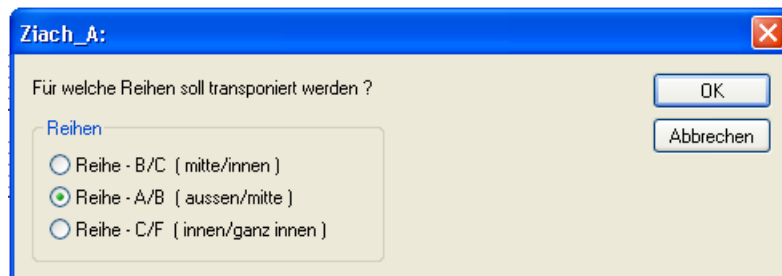 Ziach_A:
Für welche Reihen soll transponiert werden ?
OK
Abbrechen
Reihen
Reihe - B/C ( mitte/innen )
Reihe - A/B ( aussen/mitte )
Reihe - C/F ( innen/ganz innen )